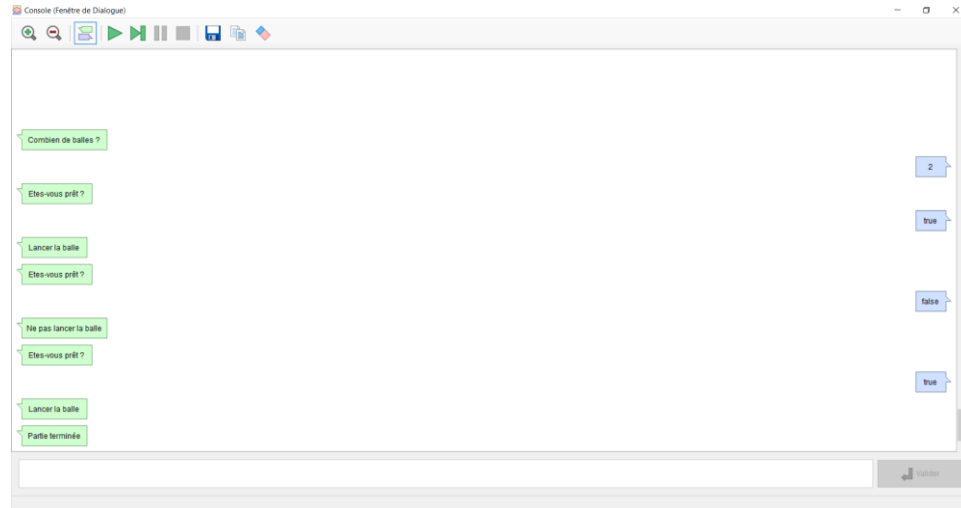 Console (Fenêtre de Dialogue)
Combien de balles ?
2
Etes-vous prêt ?
true
Lancer la balle
Etes-vous prêt ?
false
Ne pas lancer la balle
Etes-vous prêt ?
true
Lancer la balle
Partie terminée
Valider